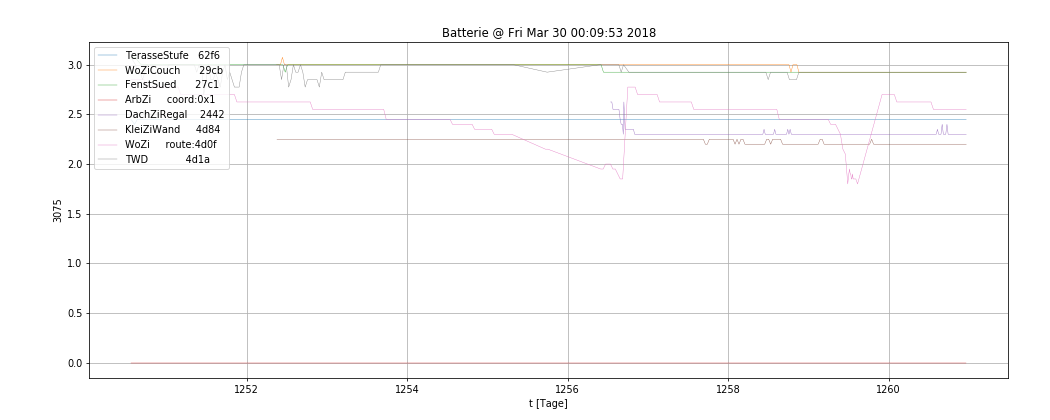 Batterie @ Fri Mar 30 00:09:53 2018
3.0
2.5
2.0
1.5
1.0
0.5
0.0
3075
TerasseStufe 62f6
WoZiCouch 29cb
FenstSued 27c1
ArbZi coord:0x1
DachZiRegal 2442
KleiZiWand 4d84
WoZi route:4d0f
TWD 4d1a
1252 1254 1256 1258 1260
t [Tage]